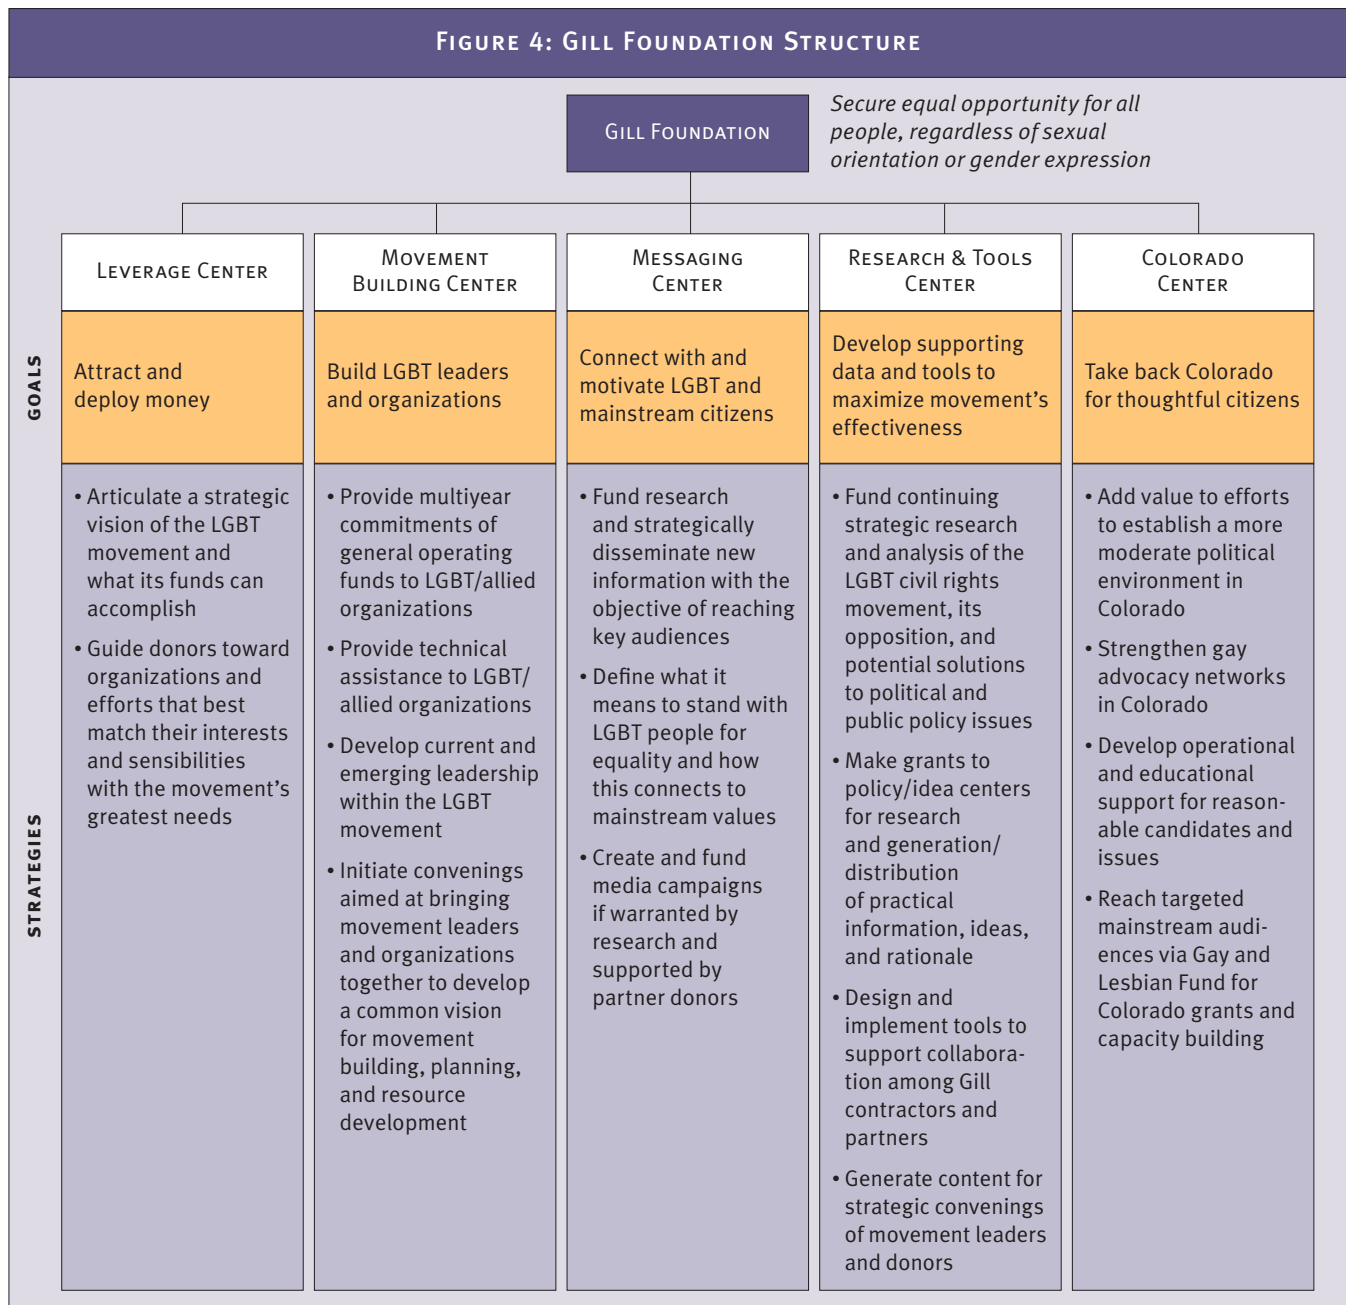 FIGURE 4: GILL FOUNDATION STRUCTURE
GILL FOUNDATION
Secure equal opportunity for all
people, regardless of sexual
orientation or gender expression
LEVERAGE CENTER
MOVEMENT
BUILDING CENTER
MESSAGING
CENTER
RESEARCH & TOOLS
CENTER
COLORADO
CENTER
GOALS
Attract and
deploy money
Build LGBT leaders
and organizations
Connect with and
motivate LGBT and
mainstream citizens
Develop supporting
data and tools to
maximize movement’s
effectiveness
Take back Colorado
for thoughtful citizens
STRATEGIES
• Articulate a strategic
vision of the LGBT
movement and
what its funds can
accomplish
• Guide donors toward
organizations and
efforts that best
match their interests
and sensibilities
with the movement’s
greatest needs
• Provide multiyear
commitments of
general operating
funds to LGBT/allied
organizations
• Provide technical
assistance to LGBT/
allied organizations
• Develop current and
emerging leadership
within the LGBT
movement
• Initiate convenings
aimed at bringing
movement leaders
and organizations
together to develop
a common vision
for movement
building, planning,
and resource
development
• Fund research
and strategically
disseminate new
information with the
objective of reaching
key audiences
• Define what it
means to stand with
LGBT people for
equality and how
this connects to
mainstream values
• Create and fund
media campaigns
if warranted by
research and
supported by
partner donors
• Fund continuing
strategic research
and analysis of the
LGBT civil rights
movement, its
opposition, and
potential solutions
to political and
public policy issues
• Make grants to
policy/idea centers
for research
and generation/
distribution
of practical
information, ideas,
and rationale
• Design and
implement tools to
support collabora-
tion among Gill
contractors and
partners
• Generate content for
strategic convenings
of movement leaders
and donors
• Add value to efforts
to establish a more
moderate political
environment in
Colorado
• Strengthen gay
advocacy networks
in Colorado
• Develop operational
and educational
support for reason-
able candidates and
issues
• Reach targeted
mainstream audi-
ences via Gay and
Lesbian Fund for
Colorado grants and
capacity building